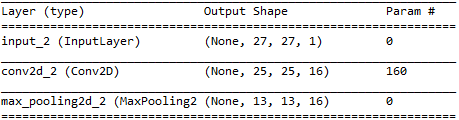 Layer (type) Output Shape Param #
input_2 (InputLayer) (None, 27, 27, 1) 0
conv2d_2 (Conv2D) (None, 25, 25, 16) 160
max_pooling2d_2 (MaxPooling2 (None, 13, 13, 16) 0